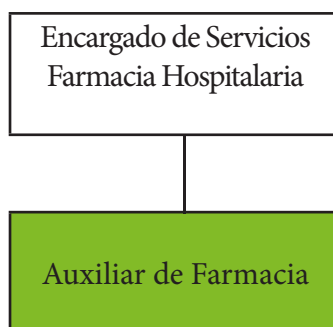 Encargado de Servicios
Farmacia Hospitalaria
Auxiliar de Farmacia